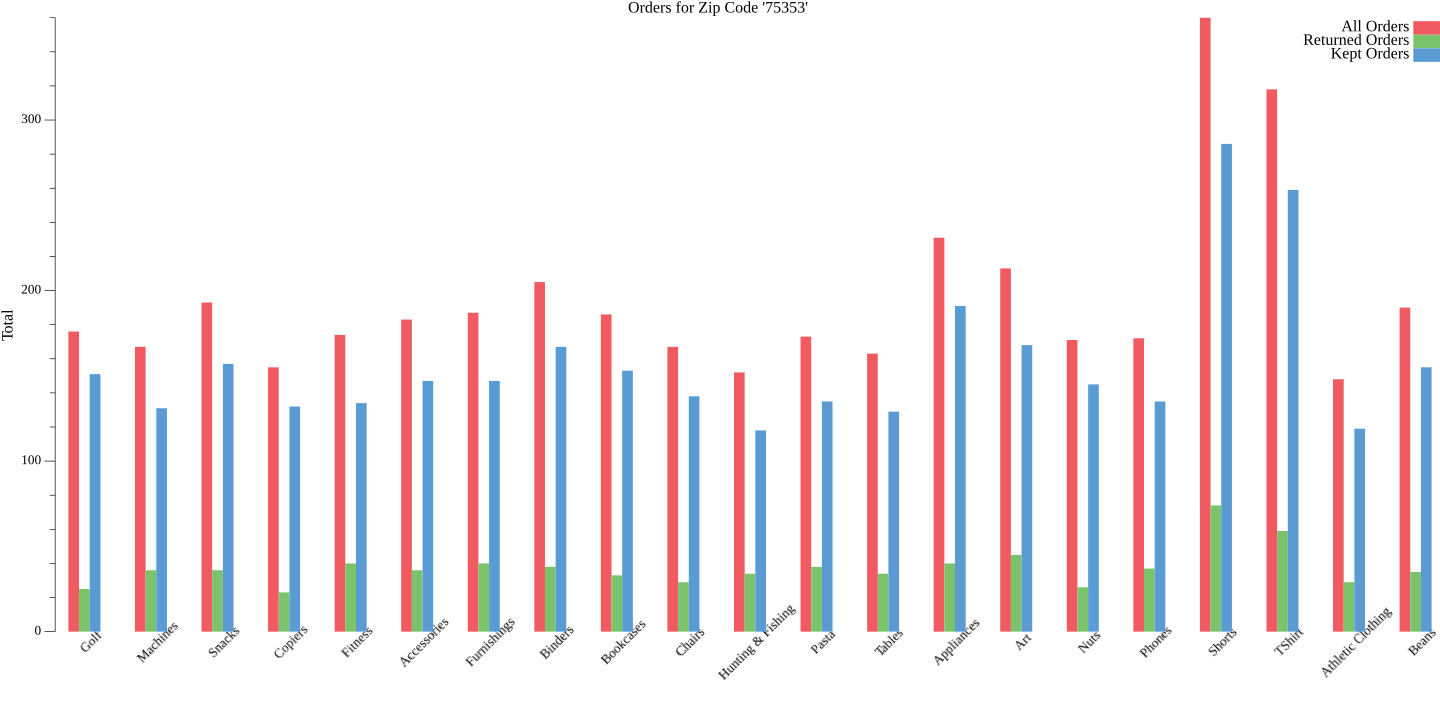 Orders for Zip Code '75353'
All Orders
Returned Orders
Kept Orders
Total
300
200
100
0
Golf
Machines
Snacks
Copiers
Fitness
Accessories
Furnishings
Binders
Bookcases
Chairs
Hunting & Fishing
Pasta
Tables
Appliances
Art
Nuts
Phones
Shorts
TShirt
Athletic Clothing
Beans